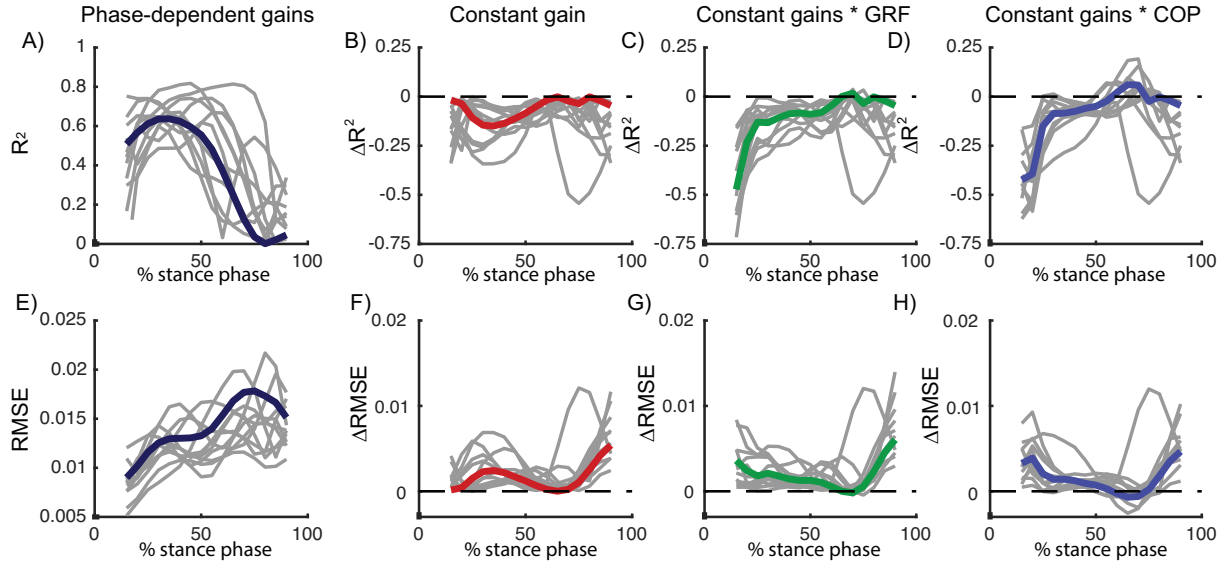 Phase-dependent gains
Constant gain
Constant gains * GRF
Constant gains * COP
A)
B)
C)
D)
R²
1
0.8
0.6
0.4
0.2
0
0
50
100
% stance phase
ΔR²
0.25
0
-0.25
-0.5
-0.75
0
50
100
% stance phase
ΔR²
0.25
0
-0.25
-0.5
-0.75
0
50
100
% stance phase
ΔR²
0.25
0
-0.25
-0.5
-0.75
0
50
100
% stance phase
E)
F)
G)
H)
RMSE
0.025
0.02
0.015
0.01
0.005
0
50
100
% stance phase
ΔRMSE
0.02
0.01
0
0
50
100
% stance phase
ΔRMSE
0.02
0.01
0
0
50
100
% stance phase
ΔRMSE
0.02
0.01
0
0
50
100
% stance phase